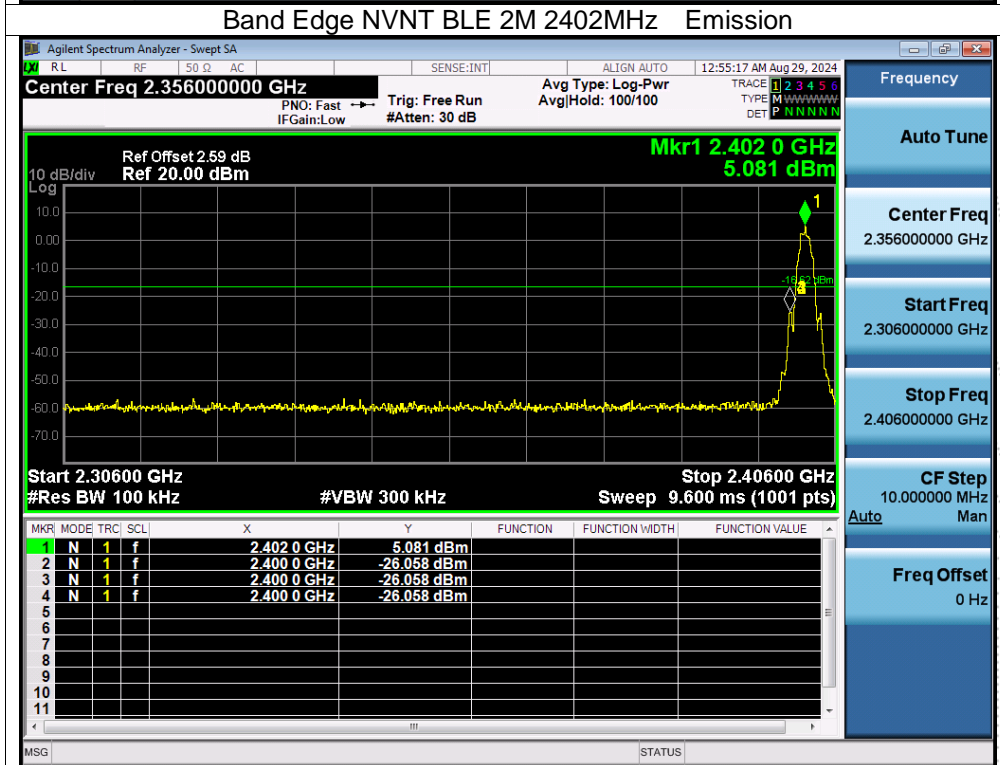 Band Edge NVNT BLE 2M 2402MHz Emission
Agilent Spectrum Analyzer - Swept SA
LXI RL RF 50 Ω AC SENSE:INT ALIGN AUTO 12:55:17 AM Aug 29, 2024
Center Freq 2.356000000 GHz
PNO: Fast
IFGain:Low
Trig: Free Run
#Atten: 30 dB
Avg Type: Log-Pwr
Avg|Hold: 100/100
TRACE 1 2 3 4 5 6
TYPE M WWWWW
DET P N N N N N
Ref Offset 2.59 dB
Ref 20.00 dBm
10 dB/div
Log
Mkr1 2.402 0 GHz
5.081 dBm
10.0
0.00
-10.0
-20.0
-30.0
-40.0
-50.0
-60.0
-70.0
1
-16.62 dBm
Start 2.30600 GHz
Stop 2.40600 GHz
#Res BW 100 kHz
#VBW 300 kHz
Sweep 9.600 ms (1001 pts)
MKR MODE TRC SCL X Y FUNCTION FUNCTION WIDTH FUNCTION VALUE
1 N 1 f 2.402 0 GHz 5.081 dBm
2 N 1 f 2.400 0 GHz -26.058 dBm
3 N 1 f 2.400 0 GHz -26.058 dBm
4 N 1 f 2.400 0 GHz -26.058 dBm
5
6
7
8
9
10
11
MSG
STATUS
Frequency
Auto Tune
Center Freq
2.356000000 GHz
Start Freq
2.306000000 GHz
Stop Freq
2.406000000 GHz
CF Step
10.000000 MHz
Auto Man
Freq Offset
0 Hz